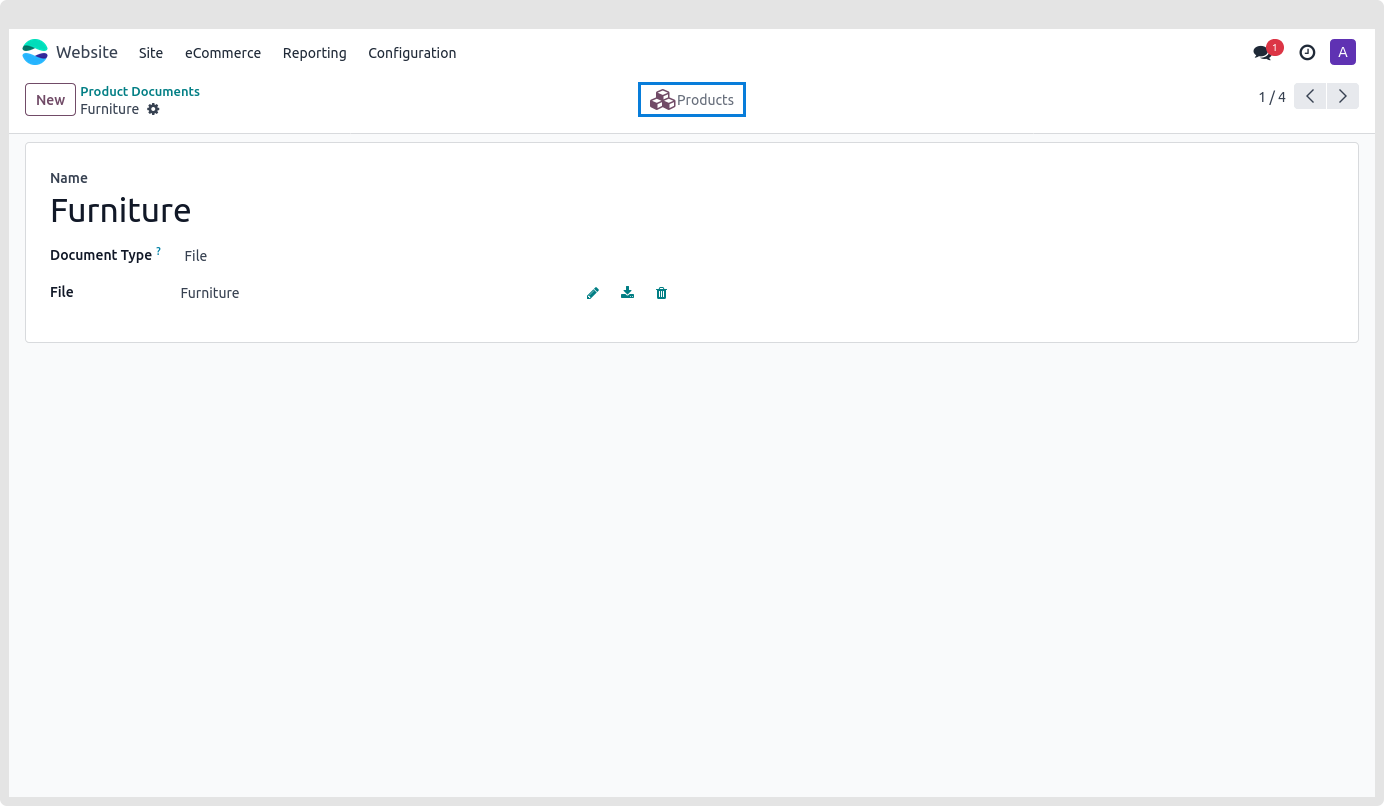 Website Site eCommerce Reporting Configuration 1 A
New Product Documents Products 1 / 4
Furniture
Name
Furniture
Document Type ? File
File Furniture